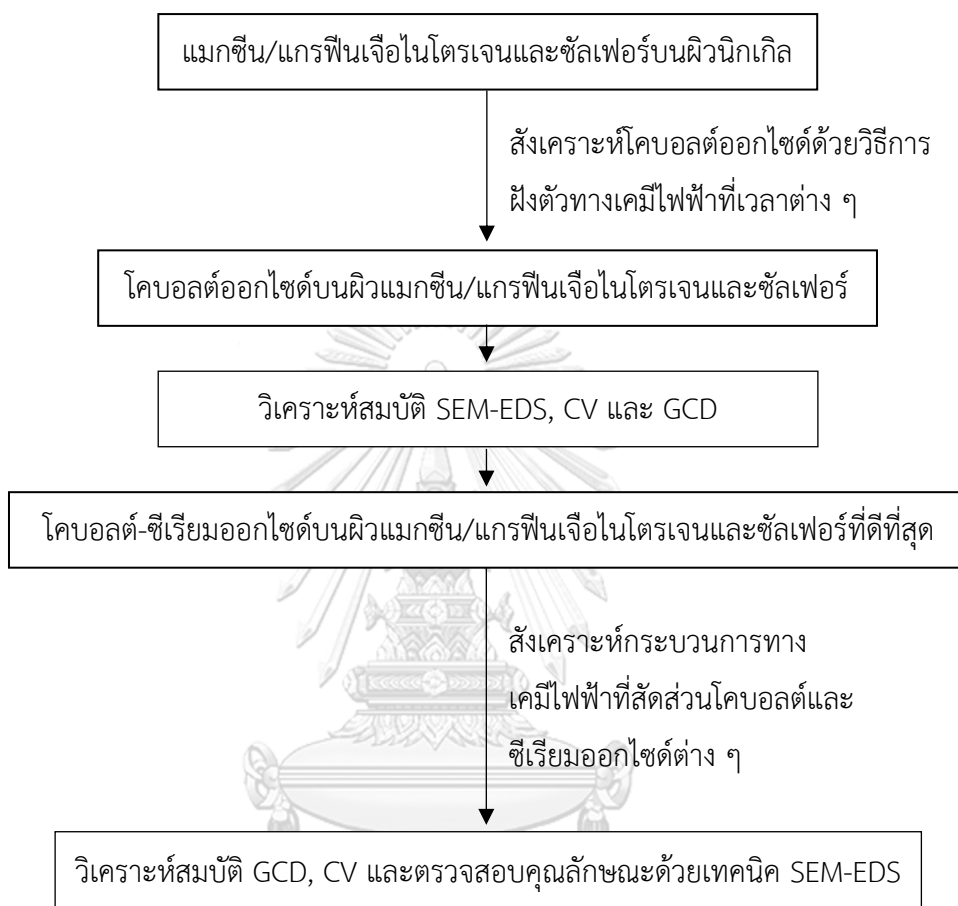 แมกซีน/แกรฟีนเจือไนโตรเจนและซัลเฟอร์บนผิวนิกเกิล
สังเคราะห์โคบอลต์ออกไซด์ด้วยวิธีการ
ฝังตัวทางเคมีไฟฟ้าที่เวลาต่าง ๆ
โคบอลต์ออกไซด์บนผิวแมกซีน/แกรฟีนเจือไนโตรเจนและซัลเฟอร์
วิเคราะห์สมบัติ SEM-EDS, CV และ GCD
โคบอลต์-ซีเรียมออกไซด์บนผิวแมกซีน/แกรฟีนเจือไนโตรเจนและซัลเฟอร์ที่ดีที่สุด
สังเคราะห์กระบวนการทาง
เคมีไฟฟ้าที่สัดส่วนโคบอลต์และ
ซีเรียมออกไซด์ต่าง ๆ
วิเคราะห์สมบัติ GCD, CV และตรวจสอบคุณลักษณะด้วยเทคนิค SEM-EDS